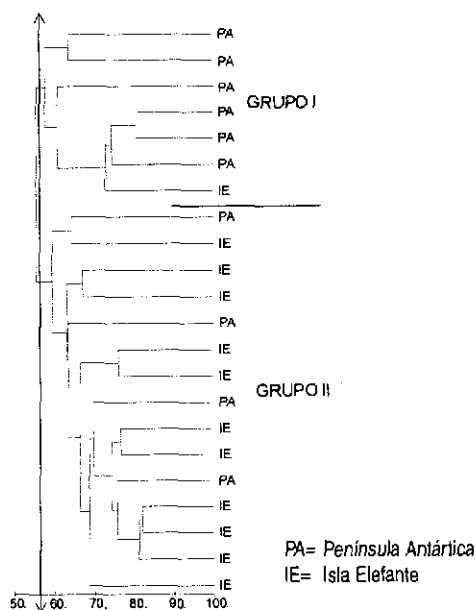 PA
PA
PA
PA
GRUPO I
PA
PA
IE
PA
IE
IE
IE
PA
IE
IE
GRUPO II
PA
IE
IE
PA
IE
IE
IE
IE
PA= Península Antártica
IE= Isla Elefante
50. 60. 70. 80. 90. 100.